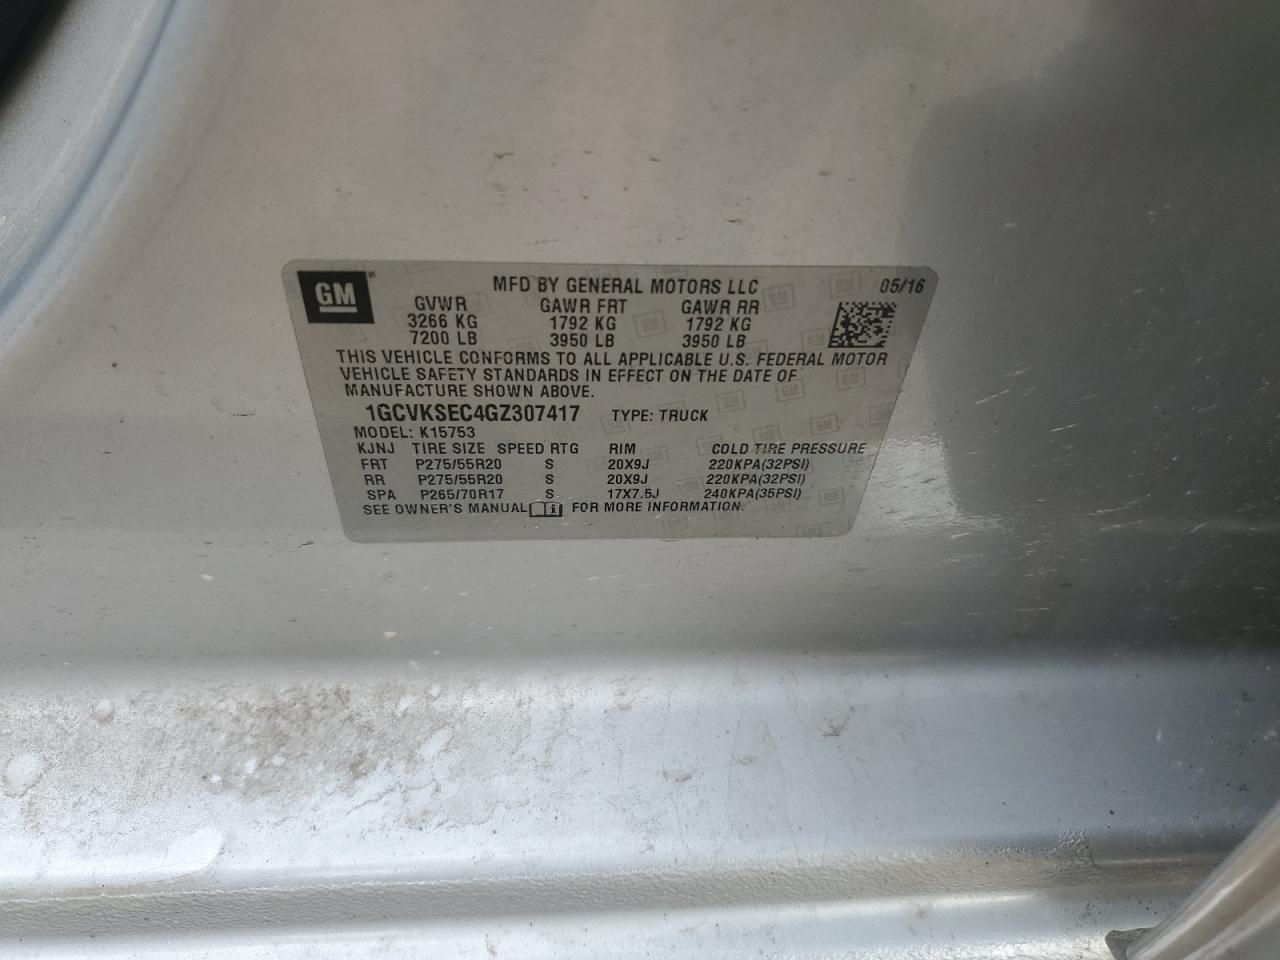 GM
MFD BY GENERAL MOTORS LLC 05/16
GVWR GAWR FRT GAWR RR
3266 KG 1792 KG 1792 KG
7200 LB 3950 LB 3950 LB
THIS VEHICLE CONFORMS TO ALL APPLICABLE U.S. FEDERAL MOTOR
VEHICLE SAFETY STANDARDS IN EFFECT ON THE DATE OF
MANUFACTURE SHOWN ABOVE.
1GCVKSEC4GZ307417 TYPE: TRUCK
MODEL: K15753
KJNJ TIRE SIZE SPEED RTG RIM COLD TIRE PRESSURE
FRT P275/55R20 S 20X9J 220KPA(32PSI)
RR P275/55R20 S 20X9J 220KPA(32PSI)
SPA P265/70R17 S 17X7.5J 240KPA(35PSI)
SEE OWNER'S MANUAL FOR MORE INFORMATION.